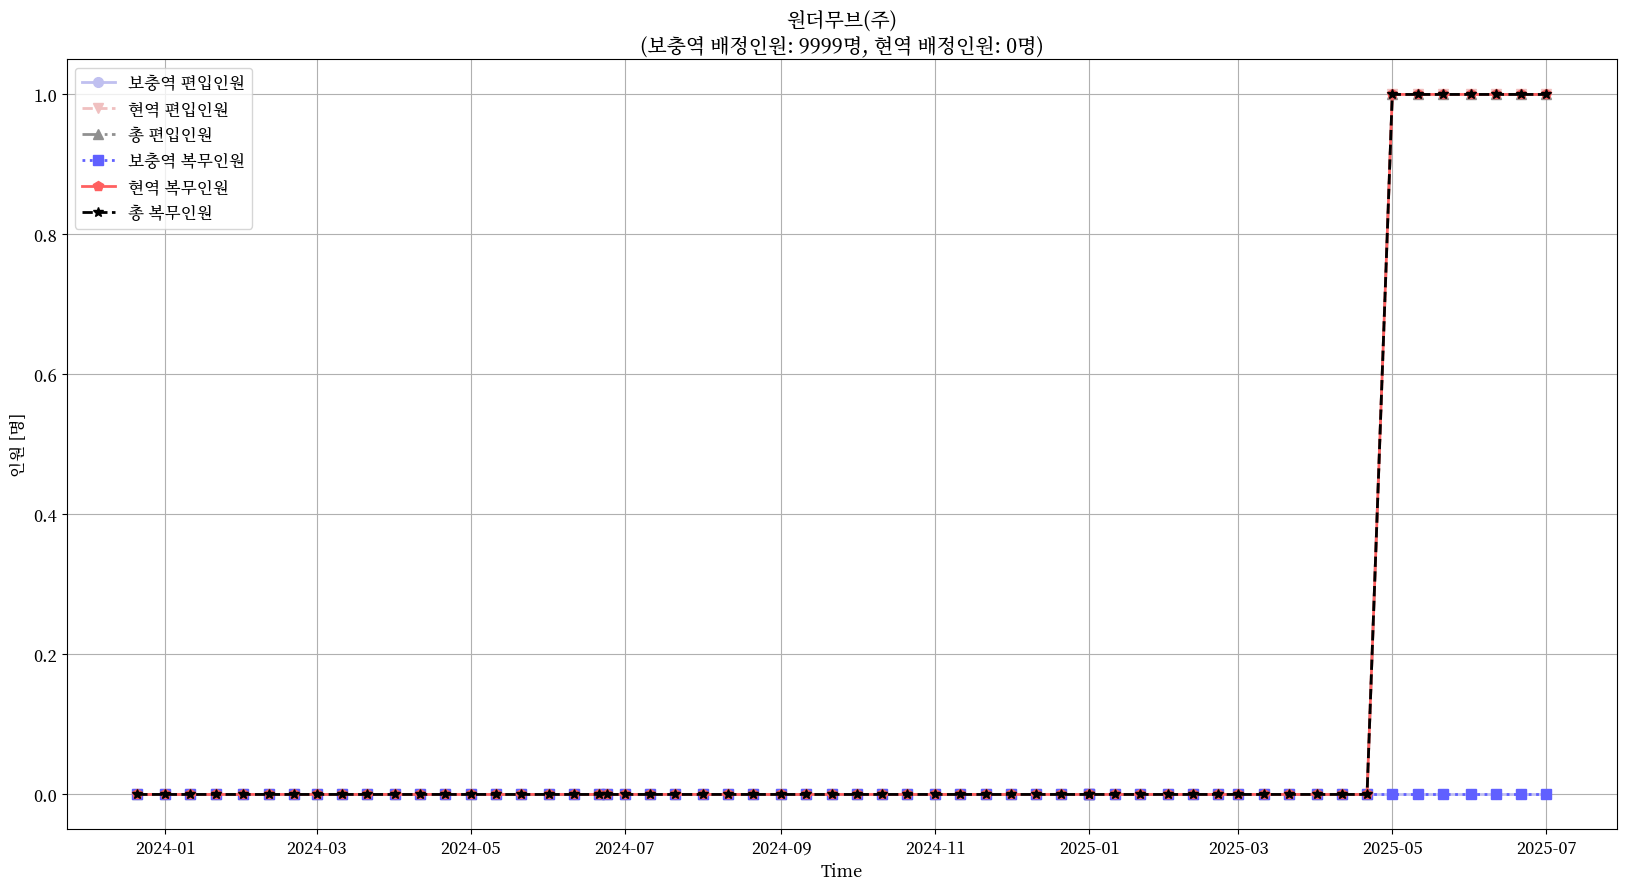 원더무브(주)
(보충역 배정인원: 9999명, 현역 배정인원: 0명)
보충역 편입인원
현역 편입인원
총 편입인원
보충역 복무인원
현역 복무인원
총 복무인원
인원 [명]
1.0
0.8
0.6
0.4
0.2
0.0
2024-01 2024-03 2024-05 2024-07 2024-09 2024-11 2025-01 2025-03 2025-05 2025-07
Time